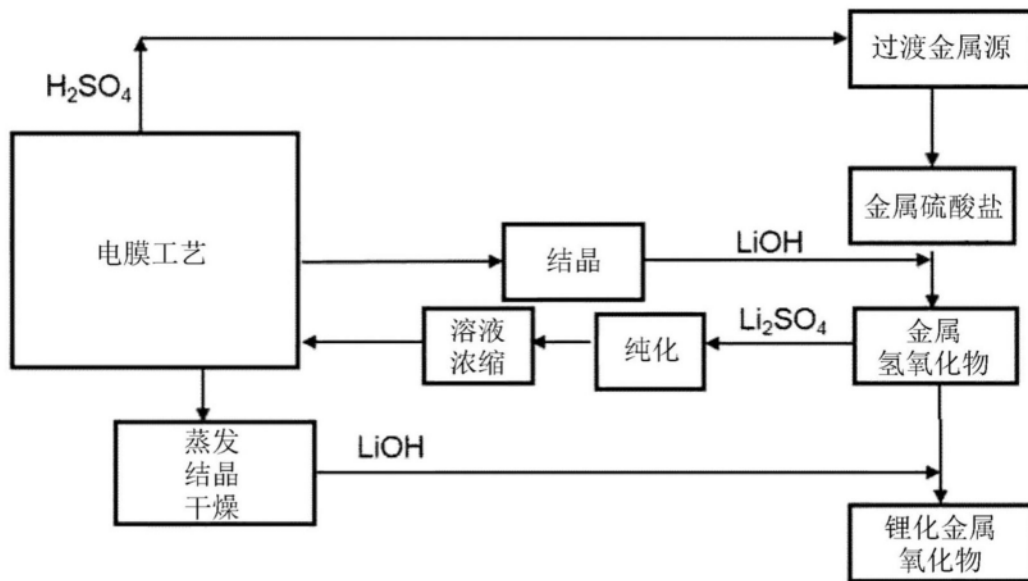 过渡金属源
H₂SO₄
金属硫酸盐
电膜工艺
结晶
LiOH
溶液
浓缩
纯化
Li₂SO₄
金属
氢氧化物
蒸发
结晶
干燥
LiOH
锂化金属
氧化物